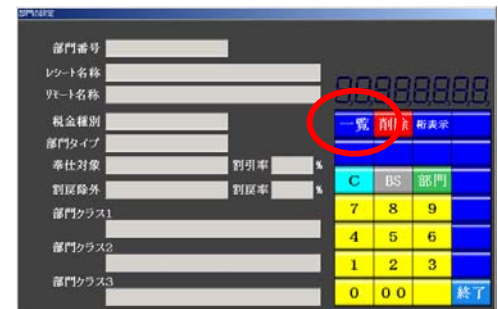 部門設定
部門番号
レシート名称
リモート名称
税金種別
部門タイプ
奉仕対象 割引率 %
割戻除外 割戻率 %
部門クラス1
部門クラス2
部門クラス3
88888888
一覧 削除 桁表示
C BS 部門
7 8 9
4 5 6
1 2 3
0 00 終了